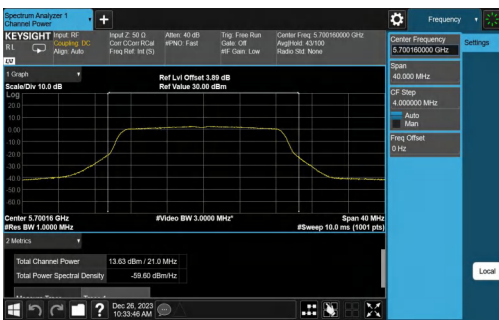 Spectrum Analyzer 1
Channel Power
Frequency
KEYSIGHT
Input: RF
Coupling: DC
Align: Auto
Input Z: 50 Ω
Corr CCorr RCal
Freq Ref: Int (S)
Atten: 40 dB
#PNO: Fast
Trig: Free Run
Gate: Off
#IF Gain: Low
Center Freq: 5.700160000 GHz
Avg|Hold: 43/100
Radio Std: None
RL
LV
Center Frequency
5.700160000 GHz
Settings
Span
40.000 MHz
CF Step
4.000000 MHz
Auto
Man
Freq Offset
0 Hz
1 Graph
Scale/Div 10.0 dB
Ref Lvl Offset 3.89 dB
Ref Value 30.00 dBm
Log
20.0
10.0
0.00
-10.0
-20.0
-30.0
-40.0
-50.0
-60.0
Center 5.70016 GHz
#Video BW 3.0000 MHz*
Span 40 MHz
#Res BW 1.0000 MHz
#Sweep 10.0 ms (1001 pts)
2 Metrics
Total Channel Power 13.63 dBm / 21.0 MHz
Total Power Spectral Density -59.60 dBm/Hz
Local
?
Dec 26, 2023
10:33:46 AM